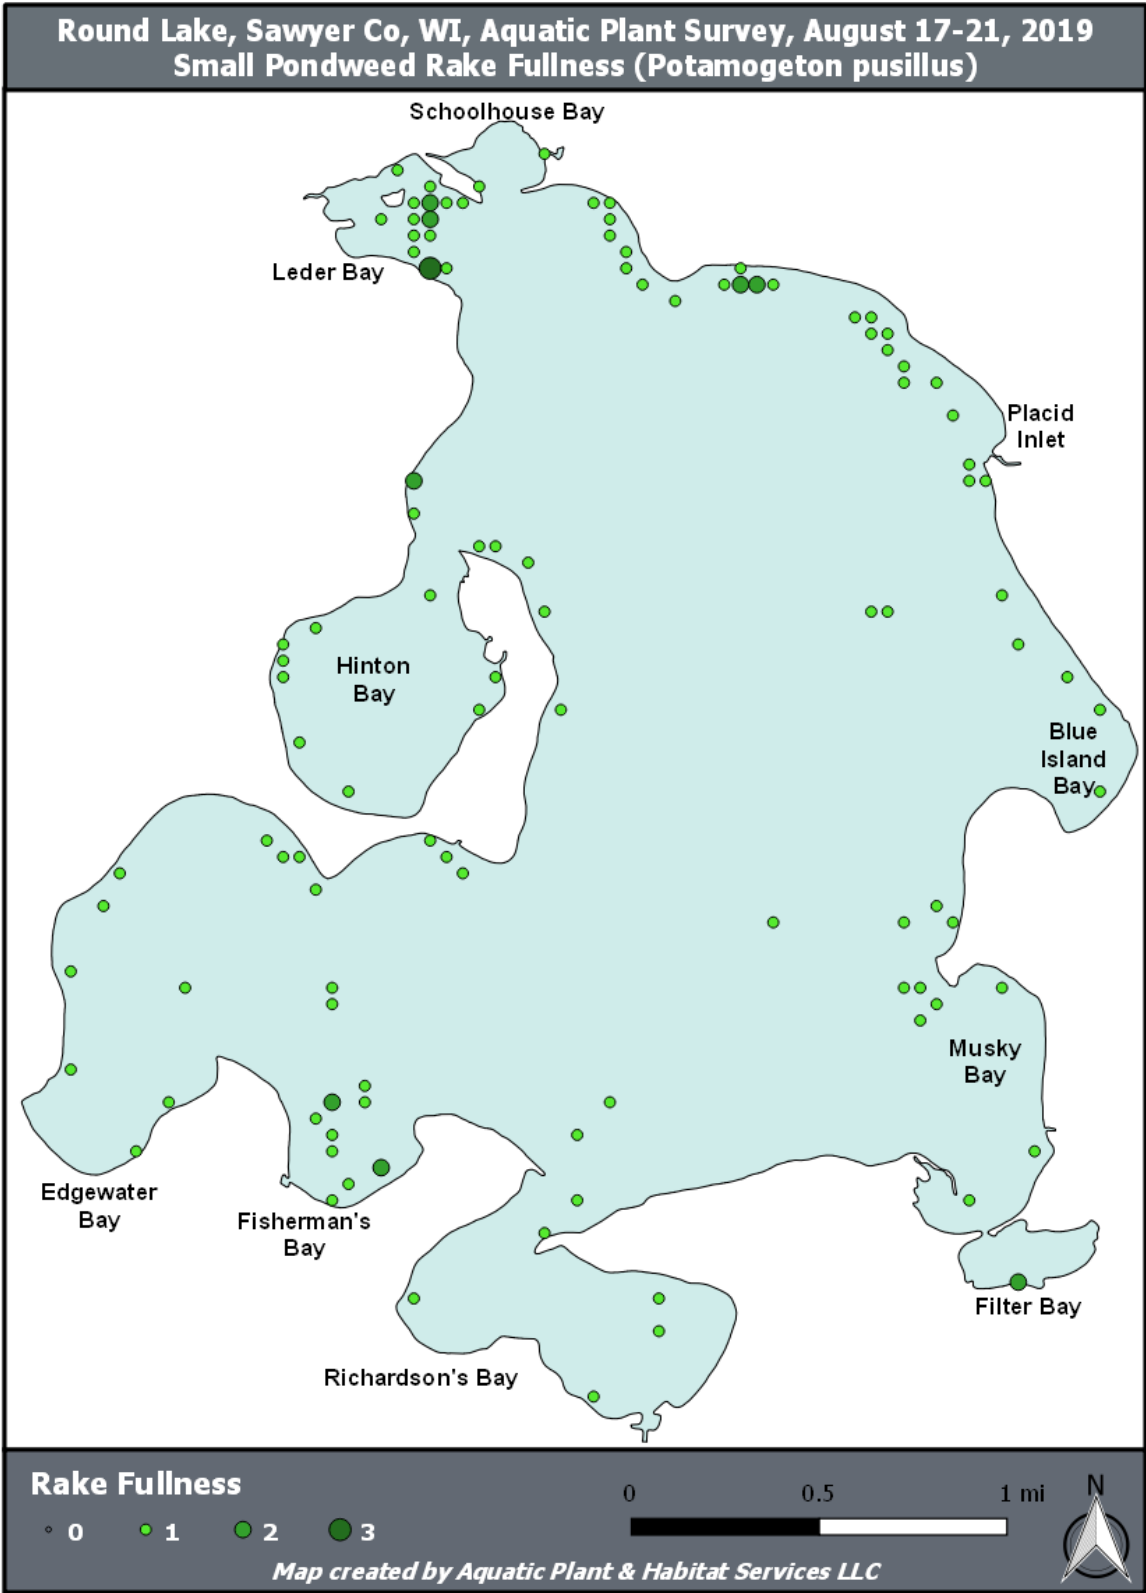 Round Lake, Sawyer Co, WI, Aquatic Plant Survey, August 17-21, 2019
Small Pondweed Rake Fullness (Potamogeton pusillus)
Schoolhouse Bay
Leder Bay
Placid
Inlet
Hinton
Bay
Blue
Island
Bay
Musky
Bay
Edgewater
Bay
Fisherman's
Bay
Filter Bay
Richardson's Bay
Rake Fullness
0 1 2 3
0 0.5 1 mi
N
Map created by Aquatic Plant & Habitat Services LLC